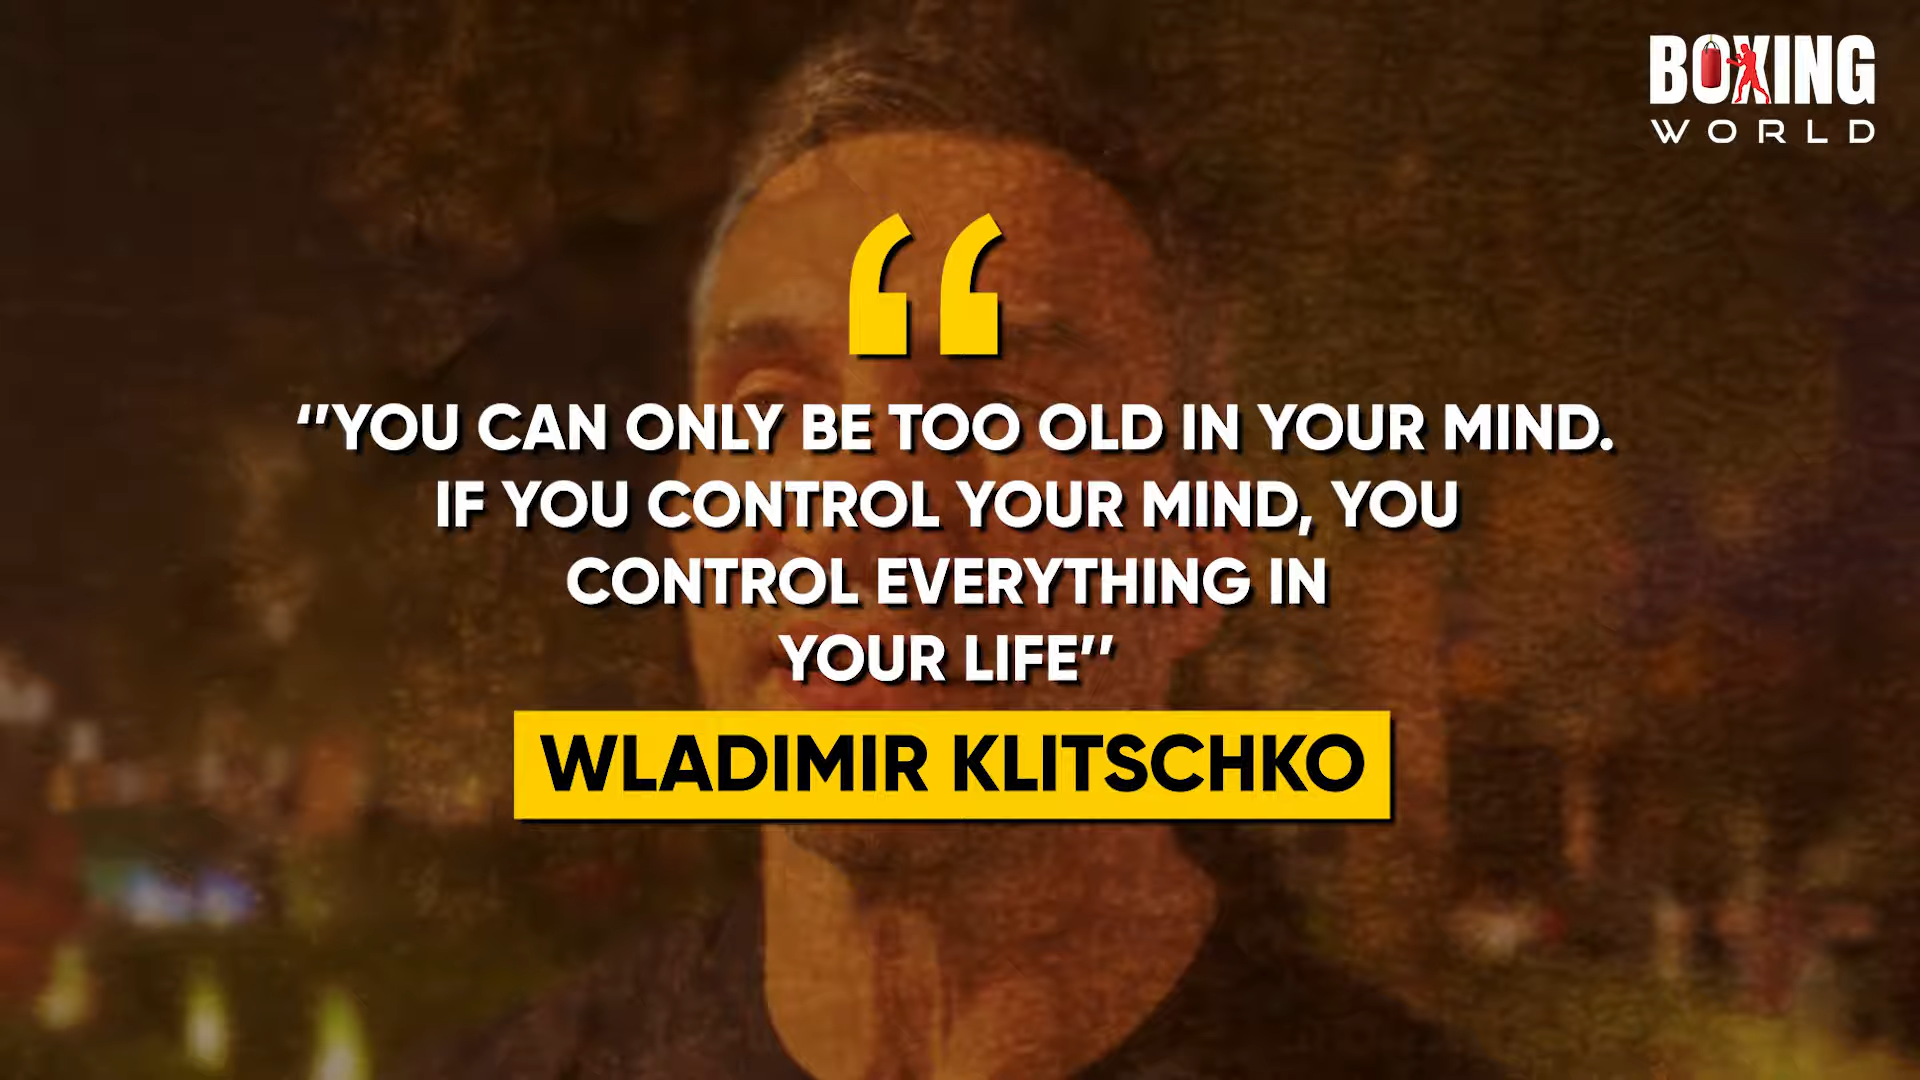 BOXING
WORLD
“
‘‘YOU CAN ONLY BE TOO OLD IN YOUR MIND.
IF YOU CONTROL YOUR MIND, YOU
CONTROL EVERYTHING IN
YOUR LIFE’’
WLADIMIR KLITSCHKO